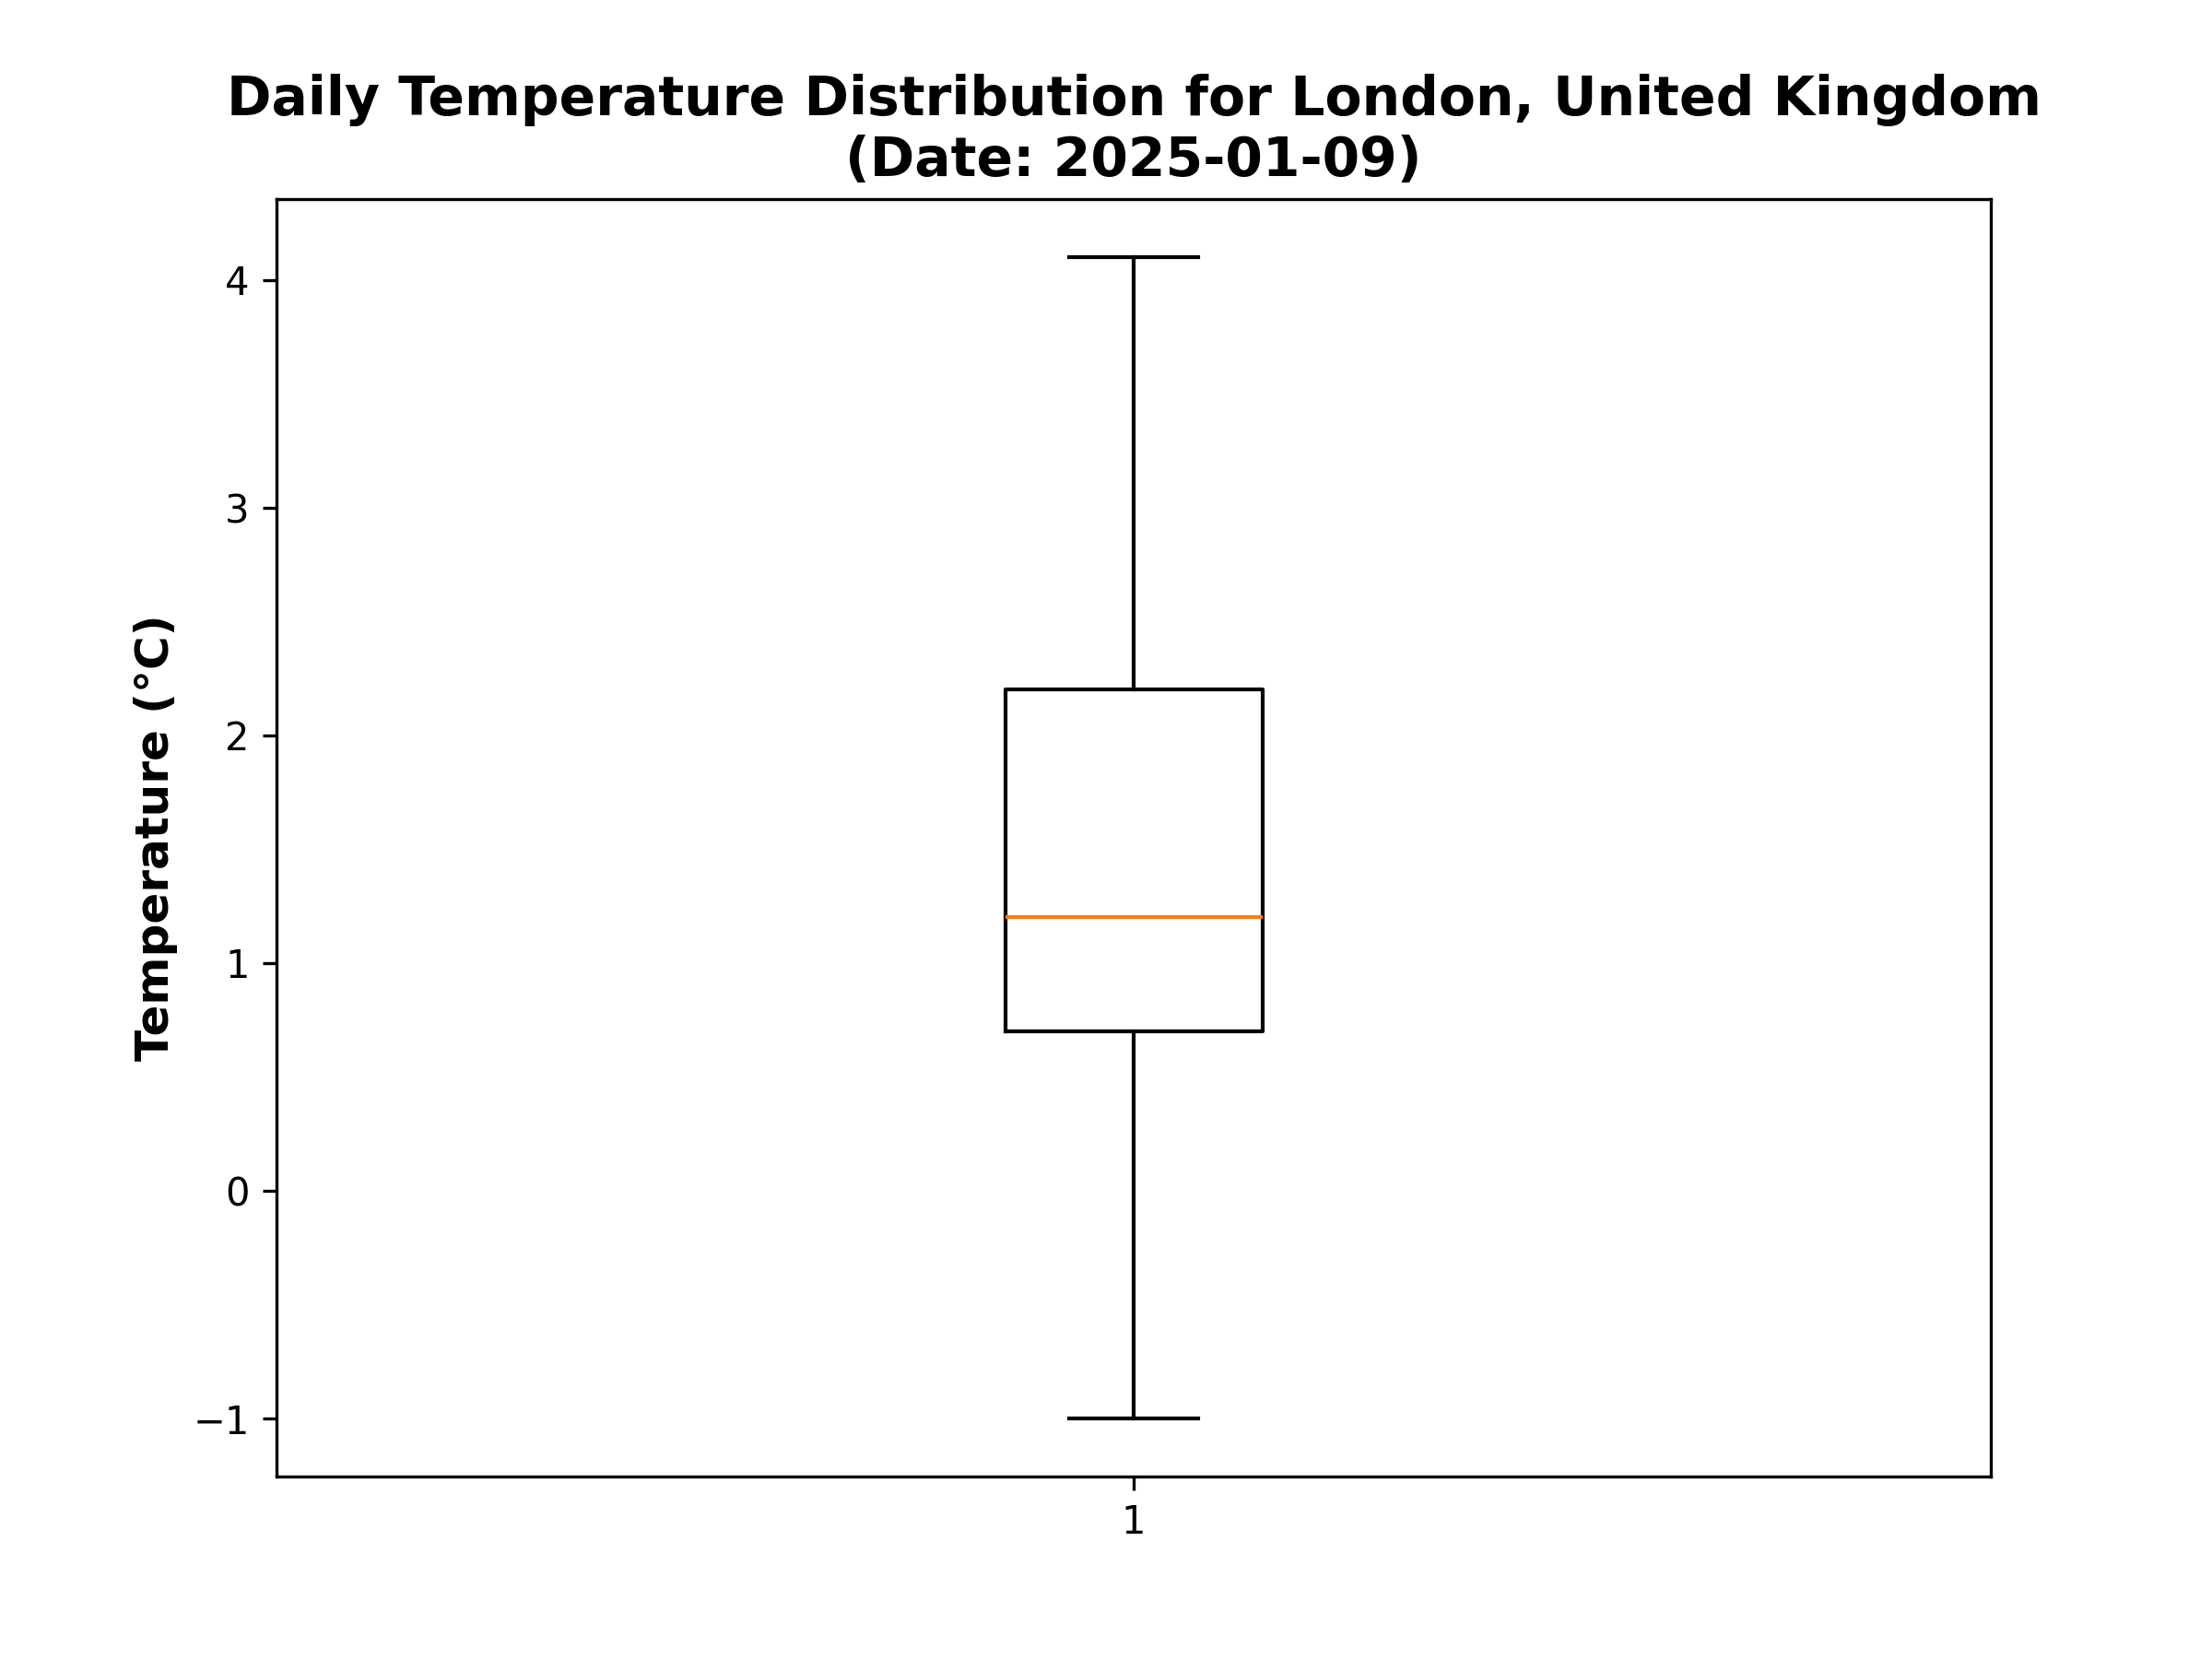 Daily Temperature Distribution for London, United Kingdom
(Date: 2025-01-09)
Temperature (°C)
4
3
2
1
0
−1
1